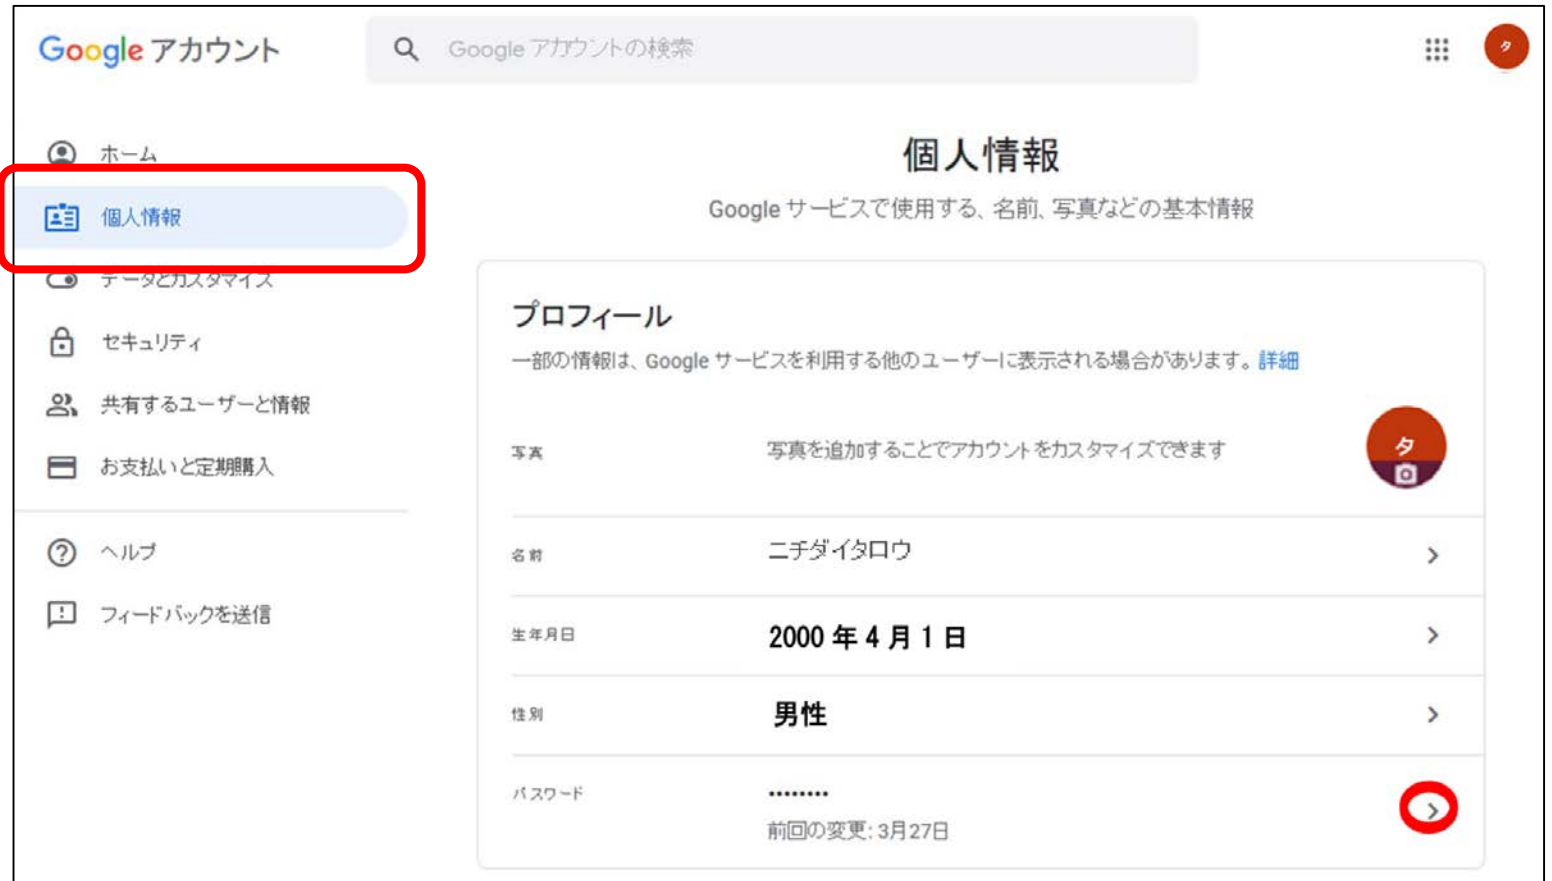 Google アカウント
Google アカウントの検索
タ
ホーム
個人情報
データとカスタマイズ
セキュリティ
共有するユーザーと情報
お支払いと定期購入
ヘルプ
フィードバックを送信
個人情報
Google サービスで使用する、名前、写真などの基本情報
プロフィール
一部の情報は、Google サービスを利用する他のユーザーに表示される場合があります。詳細
写真 写真を追加することでアカウントをカスタマイズできます タ
名前 ニチダイタロウ
生年月日 2000 年 4 月 1 日
性別 男性
パスワード ••••••••
前回の変更: 3月27日